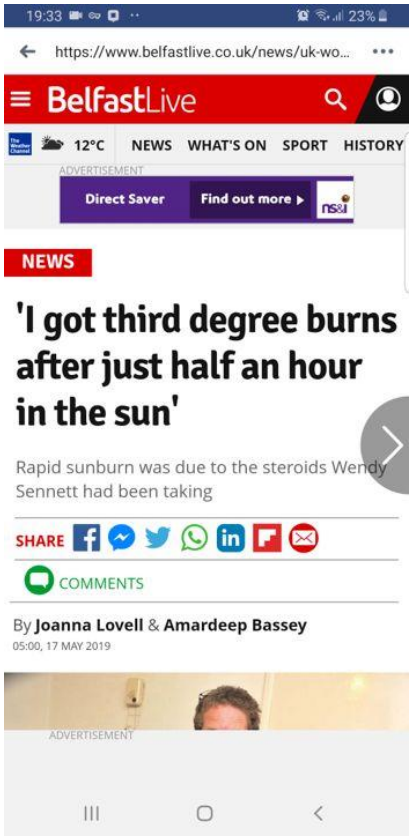 19:33
23%
https://www.belfastlive.co.uk/news/uk-wo...
BelfastLive
The Weather Channel
12°C NEWS WHAT'S ON SPORT HISTORY
ADVERTISEMENT
Direct Saver Find out more ns&i
NEWS
'I got third degree burns
after just half an hour
in the sun'
Rapid sunburn was due to the steroids Wendy
Sennett had been taking
SHARE
COMMENTS
By Joanna Lovell & Amardeep Bassey
05:00, 17 MAY 2019
ADVERTISEMENT